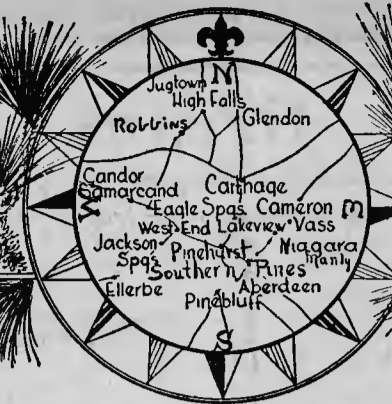 N
Jugtown
High Falls
Robbins
Glendon
Candor
Samarcand
Carthage
W
Eagle Spgs.
Cameron
E
West End
Lakeview
Vass
Jackson
Spg's
Pinehurst
Niagara
Manly
Southern Pines
Ellerbe
Aberdeen
Pinebluff
S